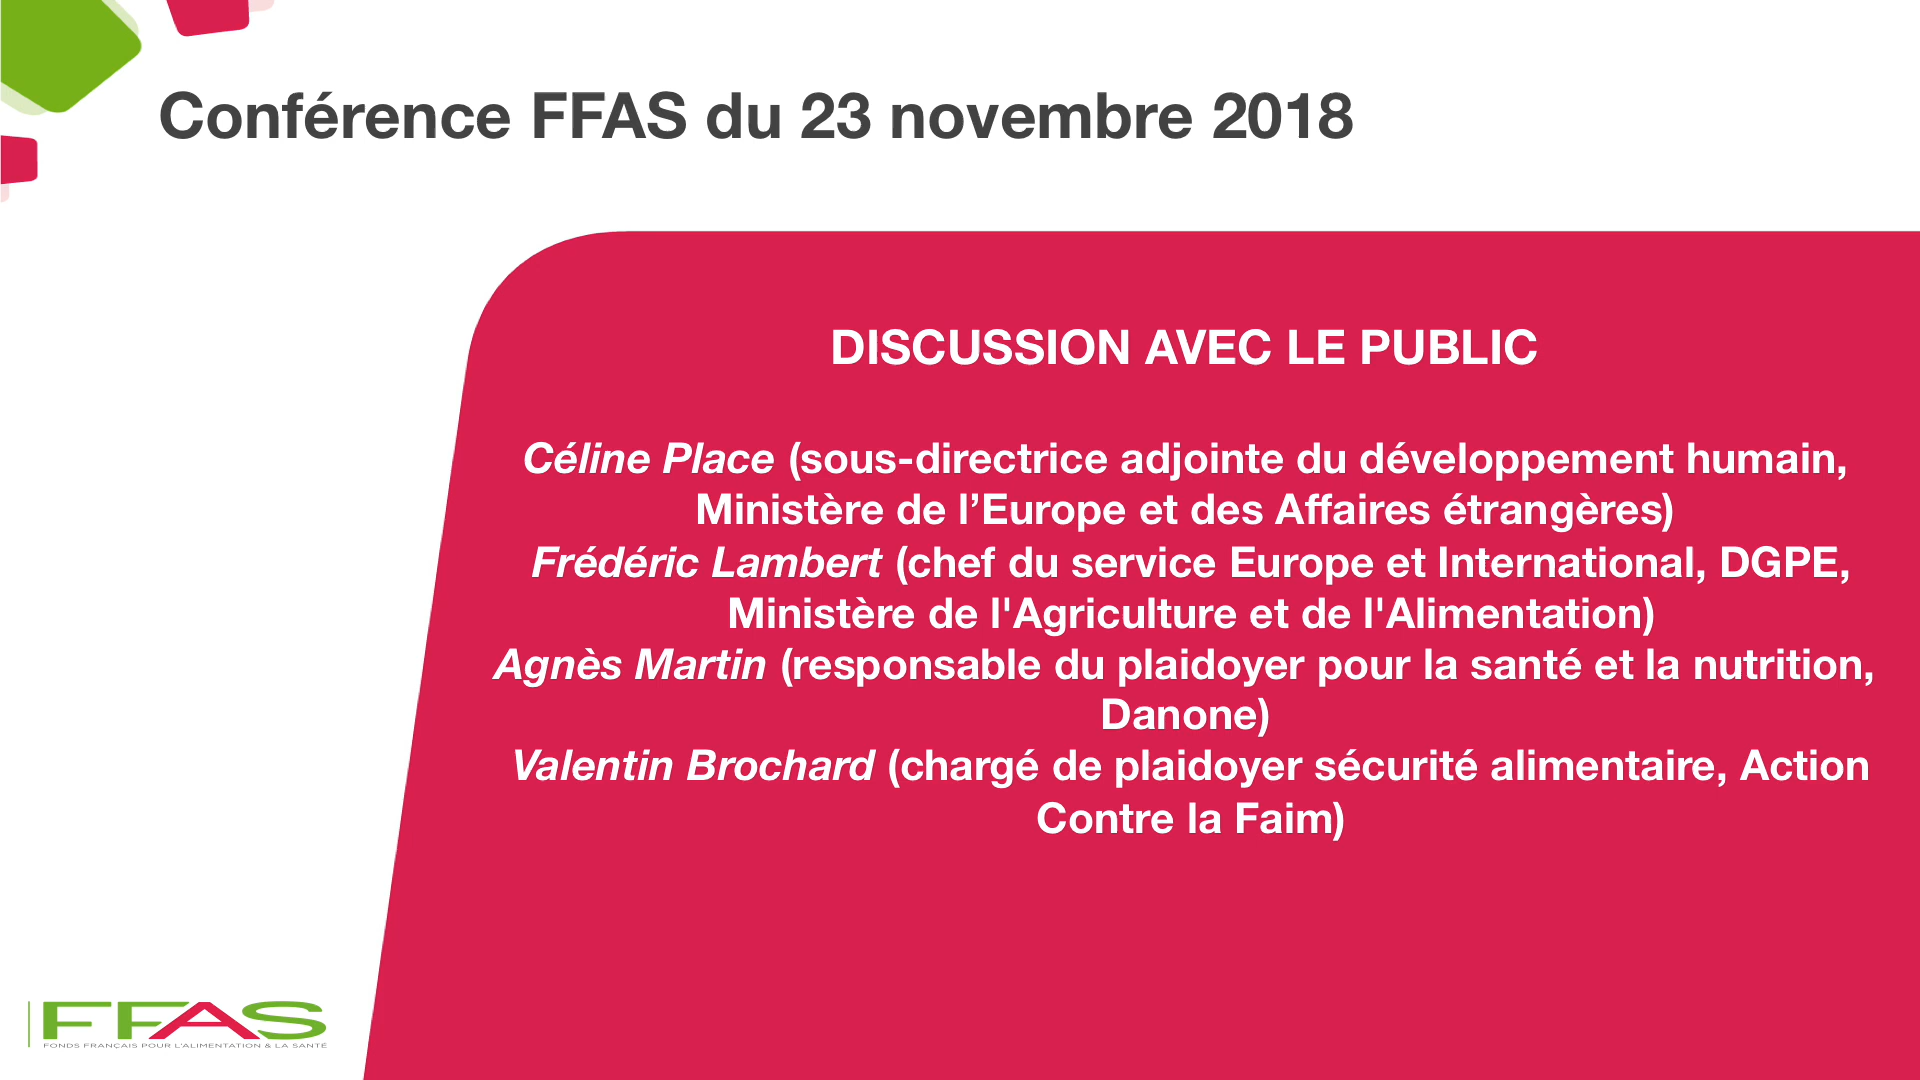 Conférence FFAS du 23 novembre 2018
DISCUSSION AVEC LE PUBLIC
Céline Place (sous-directrice adjointe du développement humain,
Ministère de l’Europe et des Affaires étrangères)
Frédéric Lambert (chef du service Europe et International, DGPE,
Ministère de l'Agriculture et de l'Alimentation)
Agnès Martin (responsable du plaidoyer pour la santé et la nutrition,
Danone)
Valentin Brochard (chargé de plaidoyer sécurité alimentaire, Action
Contre la Faim)
FFAS
FONDS FRANÇAIS POUR L'ALIMENTATION & LA SANTÉ